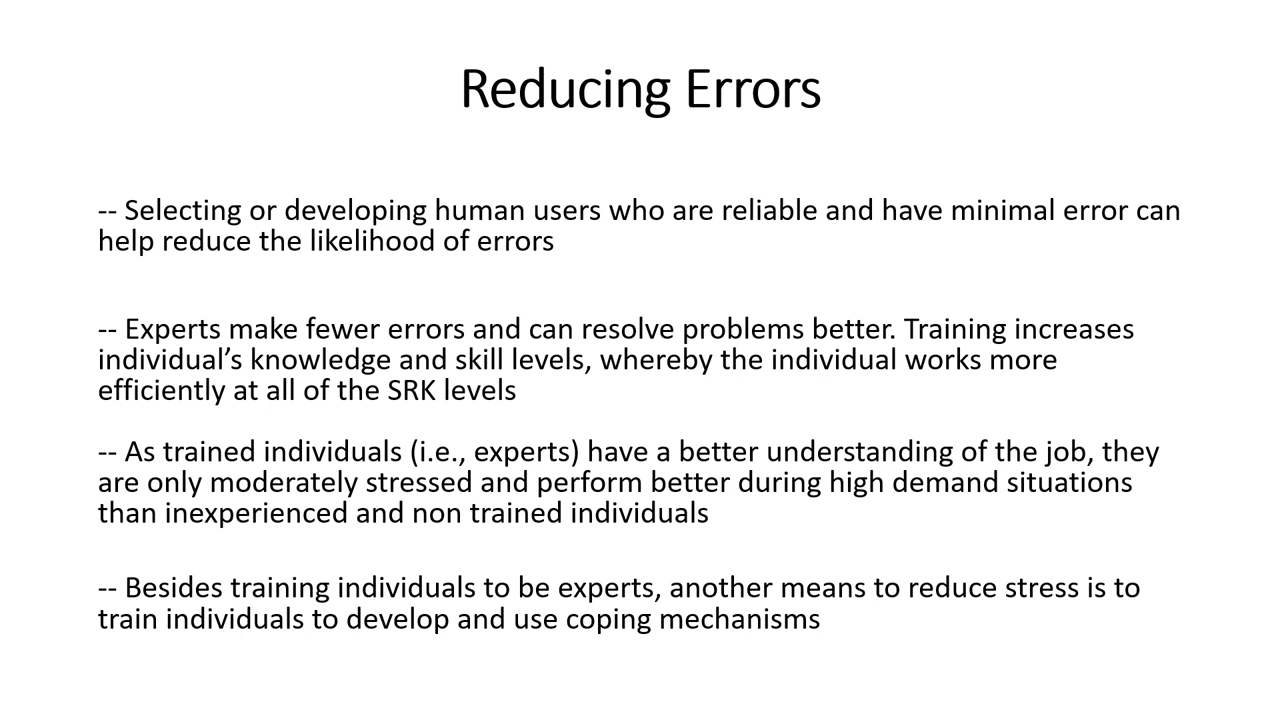 Reducing Errors
-- Selecting or developing human users who are reliable and have minimal error can
help reduce the likelihood of errors
-- Experts make fewer errors and can resolve problems better. Training increases
individual’s knowledge and skill levels, whereby the individual works more
efficiently at all of the SRK levels
-- As trained individuals (i.e., experts) have a better understanding of the job, they
are only moderately stressed and perform better during high demand situations
than inexperienced and non trained individuals
-- Besides training individuals to be experts, another means to reduce stress is to
train individuals to develop and use coping mechanisms